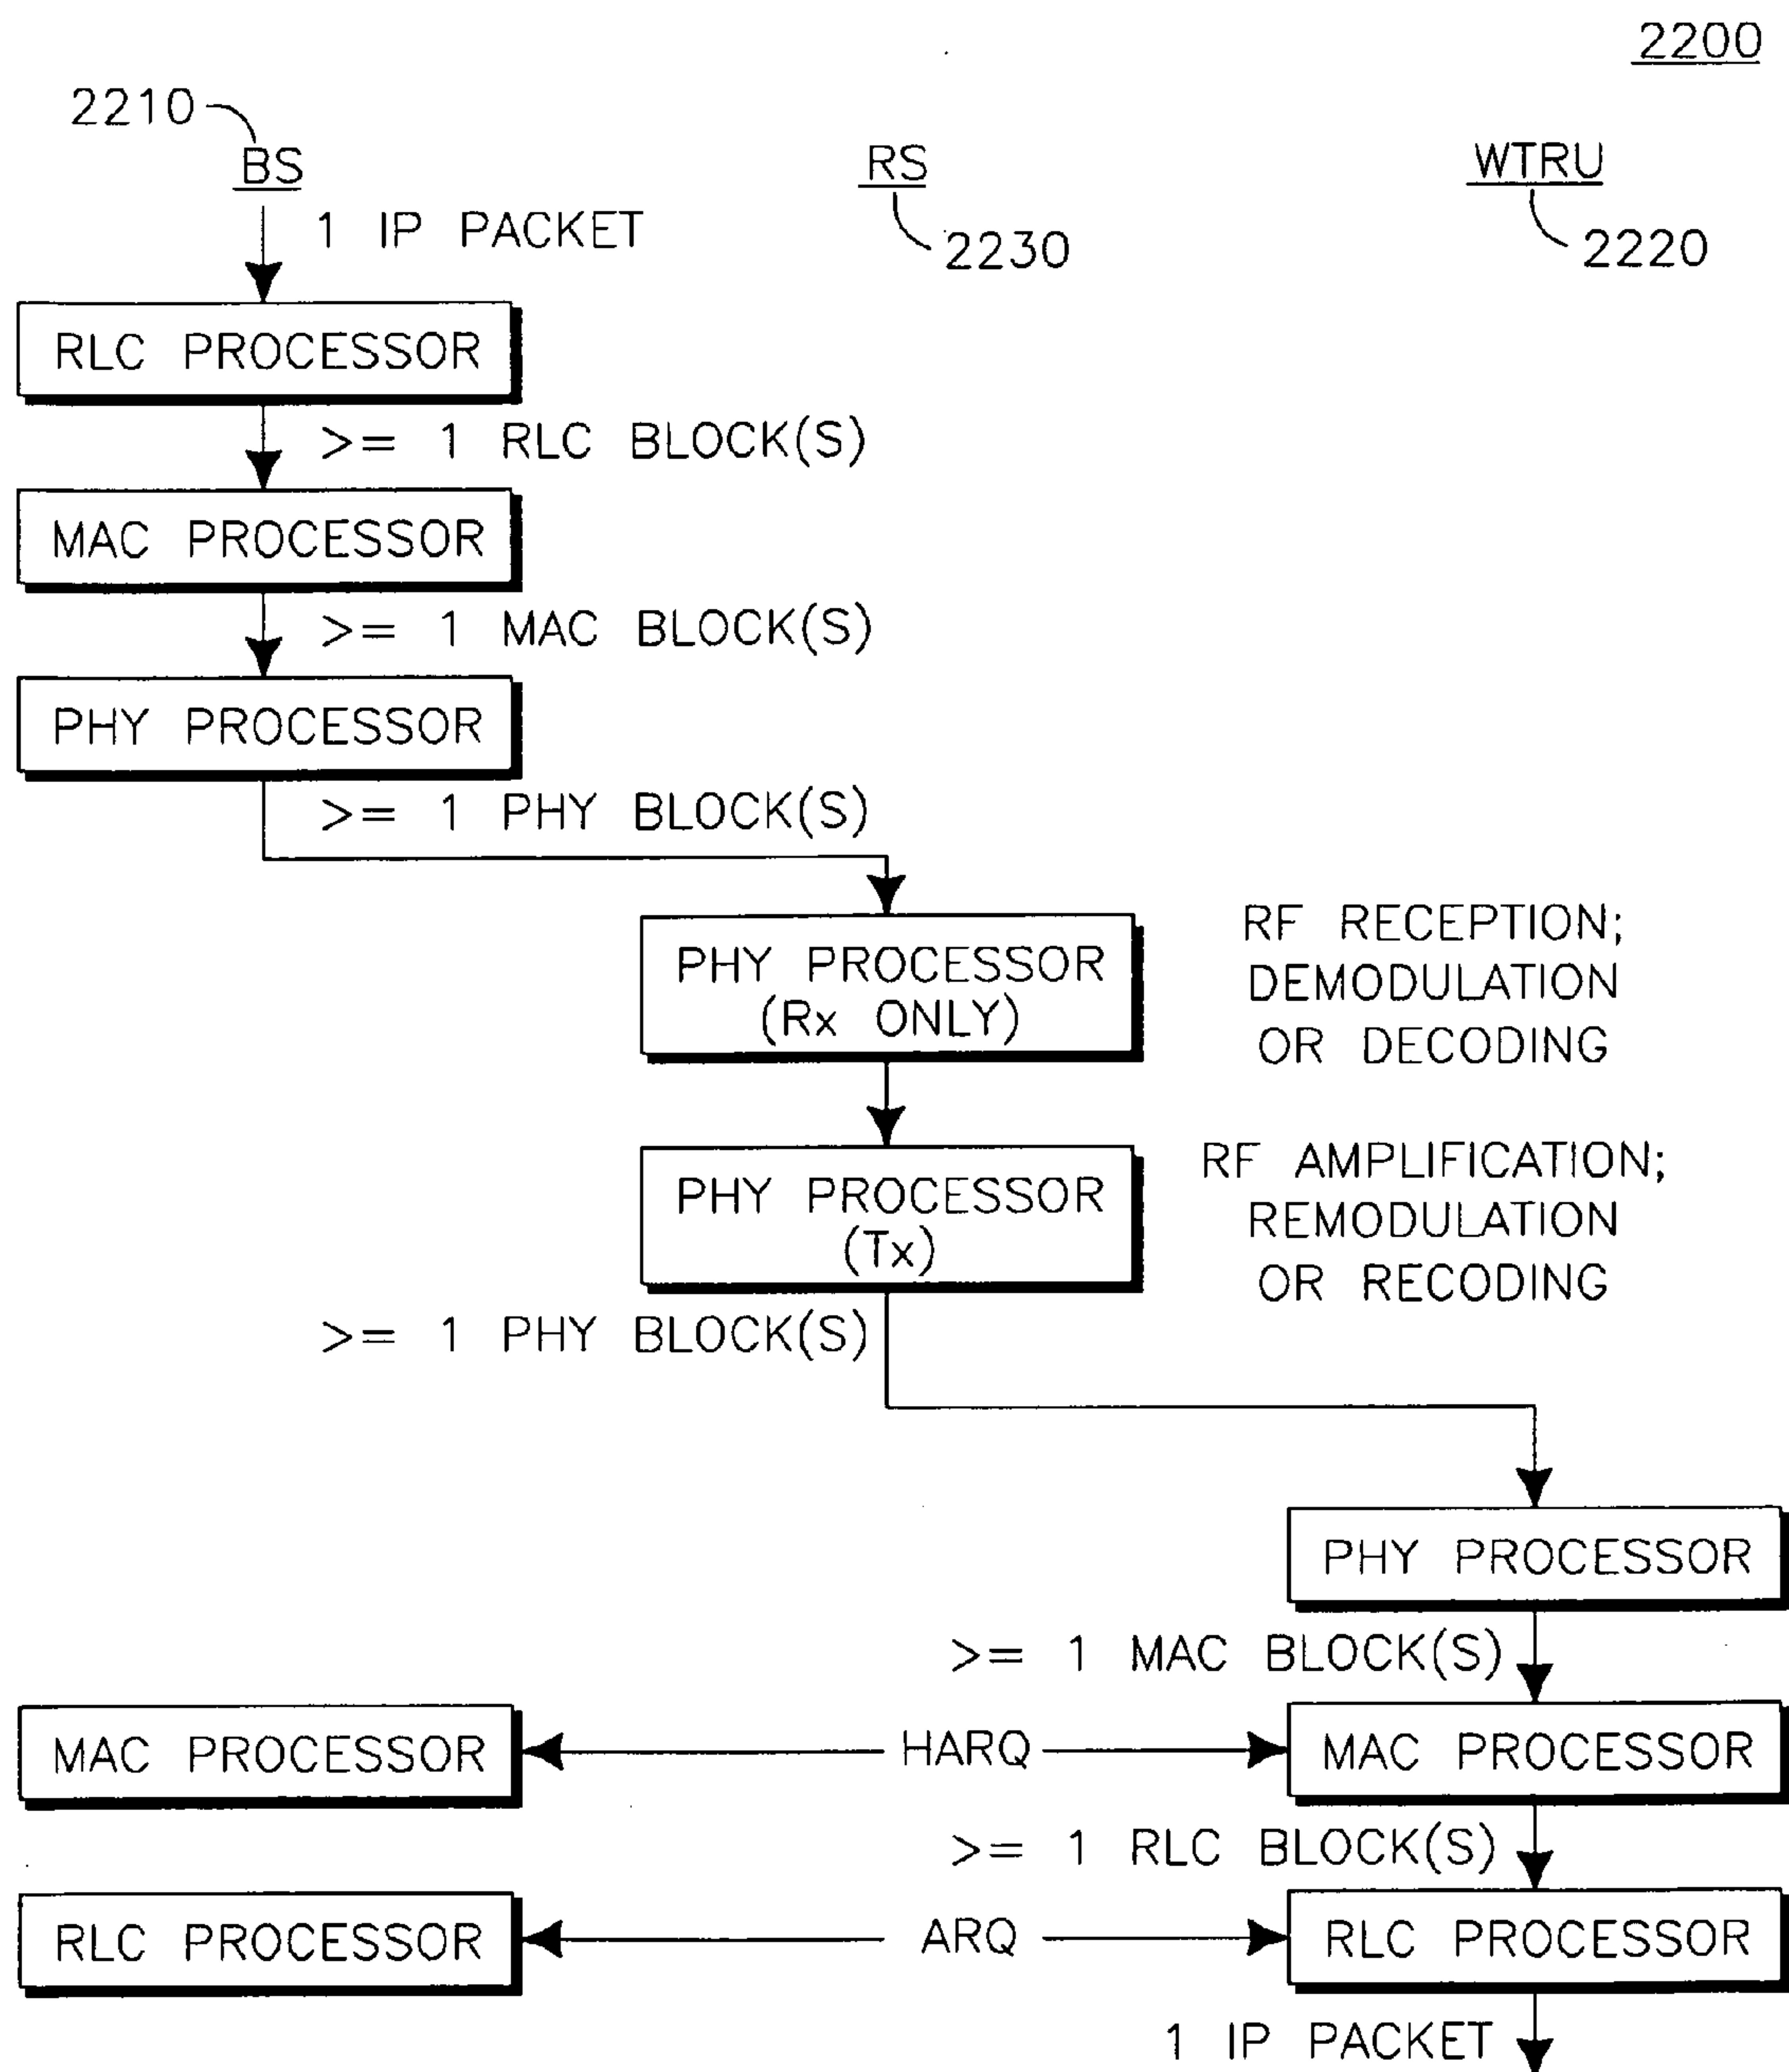 2200
2210
BS
RS
WTRU
2230
2220
1 IP PACKET
RLC PROCESSOR
>= 1 RLC BLOCK(S)
MAC PROCESSOR
>= 1 MAC BLOCK(S)
PHY PROCESSOR
>= 1 PHY BLOCK(S)
PHY PROCESSOR
(Rx ONLY)
RF RECEPTION;
DEMODULATION
OR DECODING
PHY PROCESSOR
(Tx)
RF AMPLIFICATION;
REMODULATION
OR RECODING
>= 1 PHY BLOCK(S)
PHY PROCESSOR
>= 1 MAC BLOCK(S)
MAC PROCESSOR
HARQ
MAC PROCESSOR
>= 1 RLC BLOCK(S)
RLC PROCESSOR
ARQ
RLC PROCESSOR
1 IP PACKET